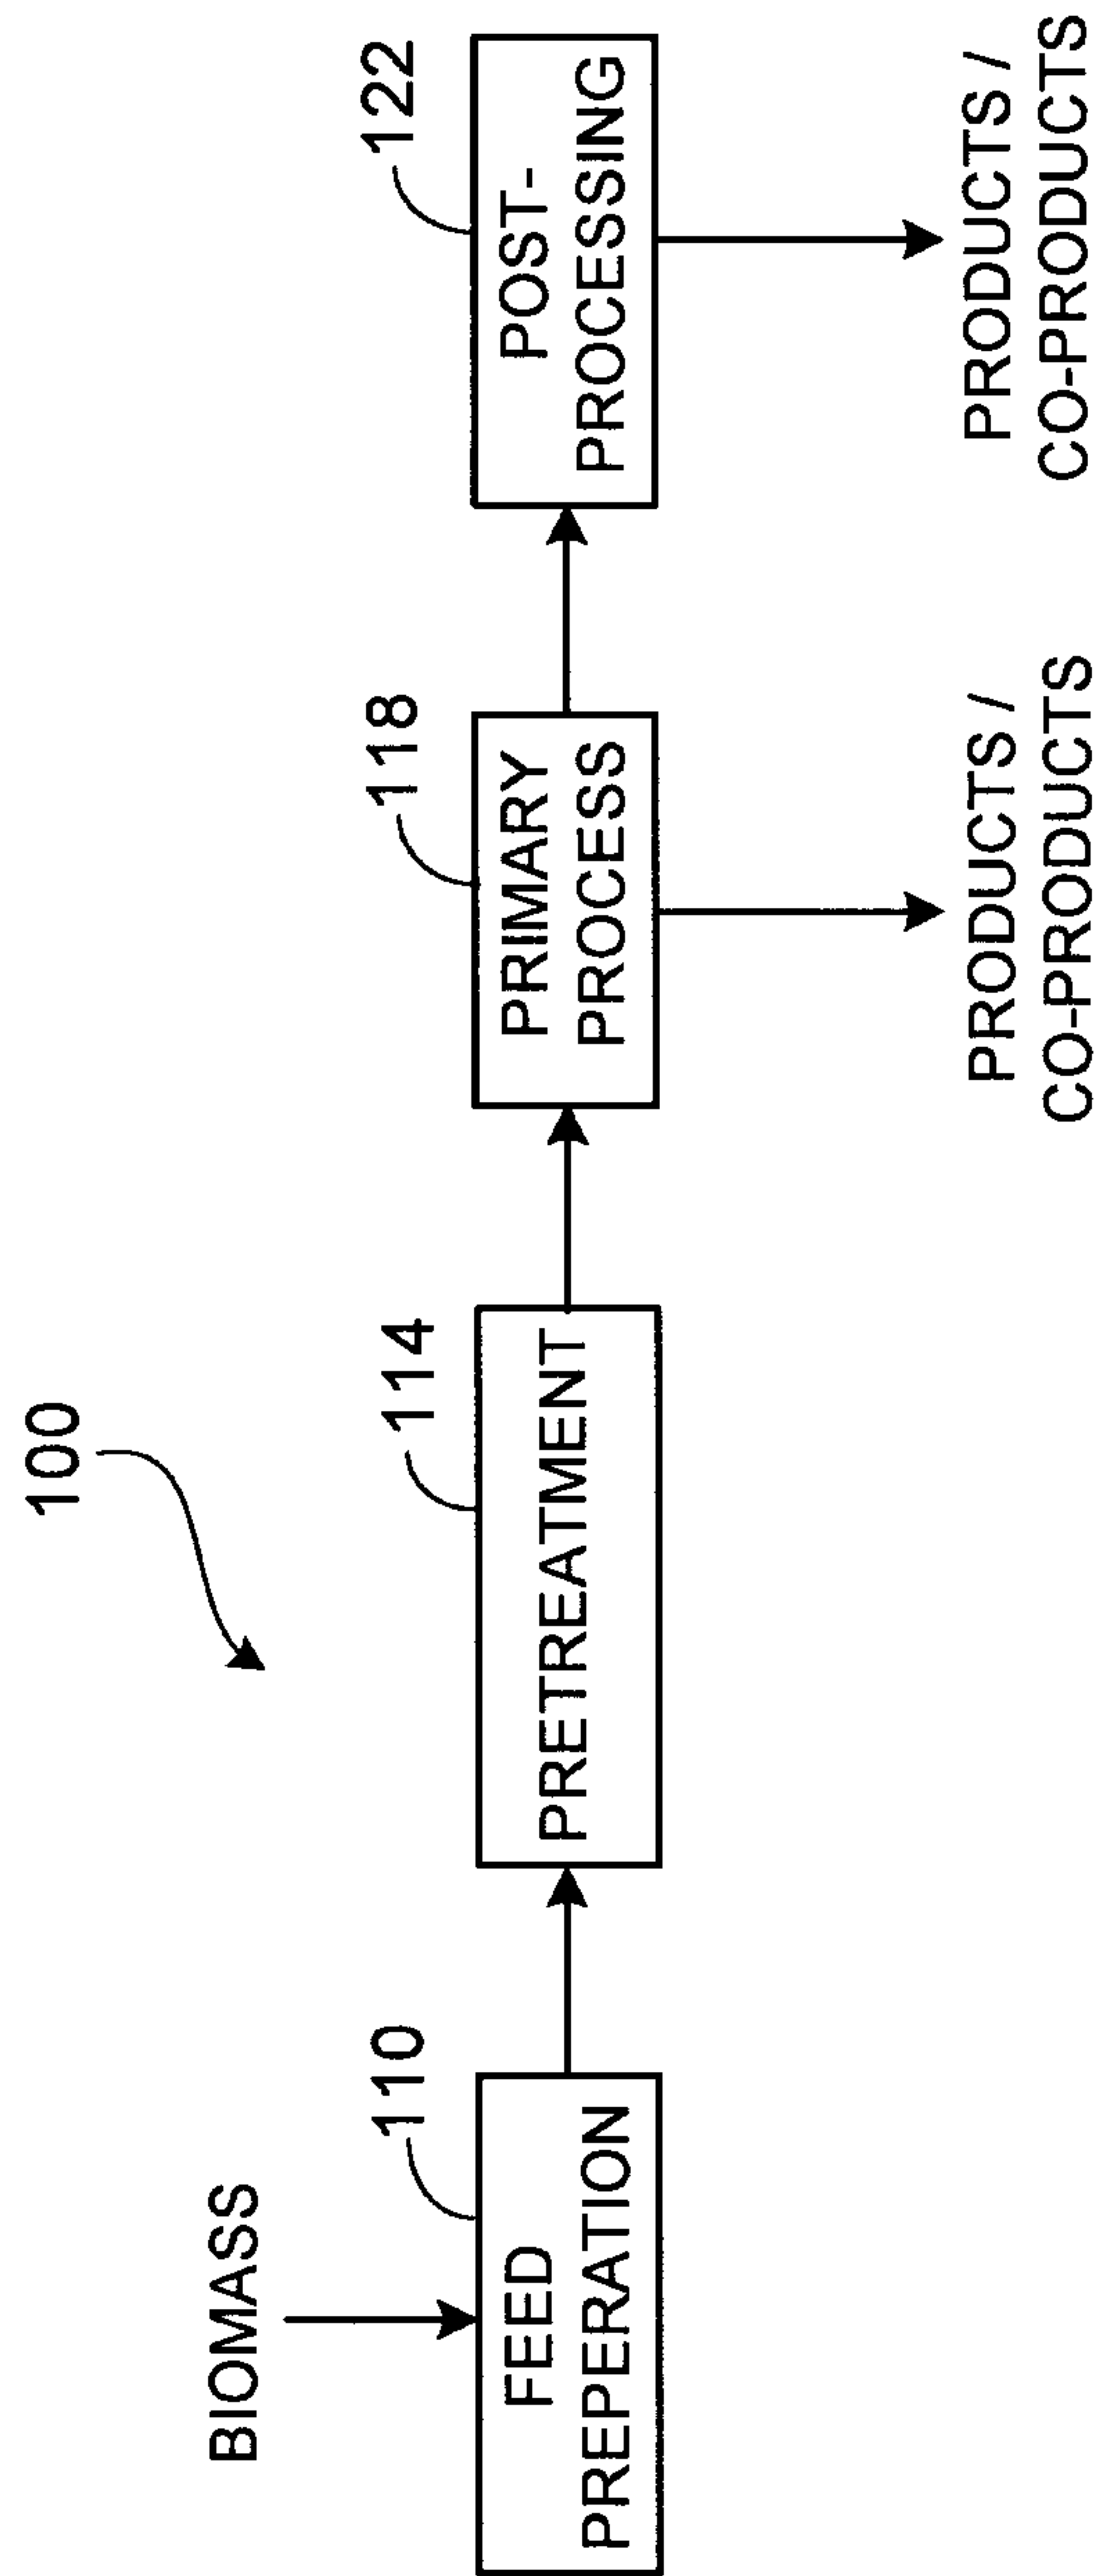 100
BIOMASS
110
FEED
PREPERATION
114
PRETREATMENT
118
PRIMARY
PROCESS
PRODUCTS /
CO-PRODUCTS
122
POST-
PROCESSING
PRODUCTS /
CO-PRODUCTS